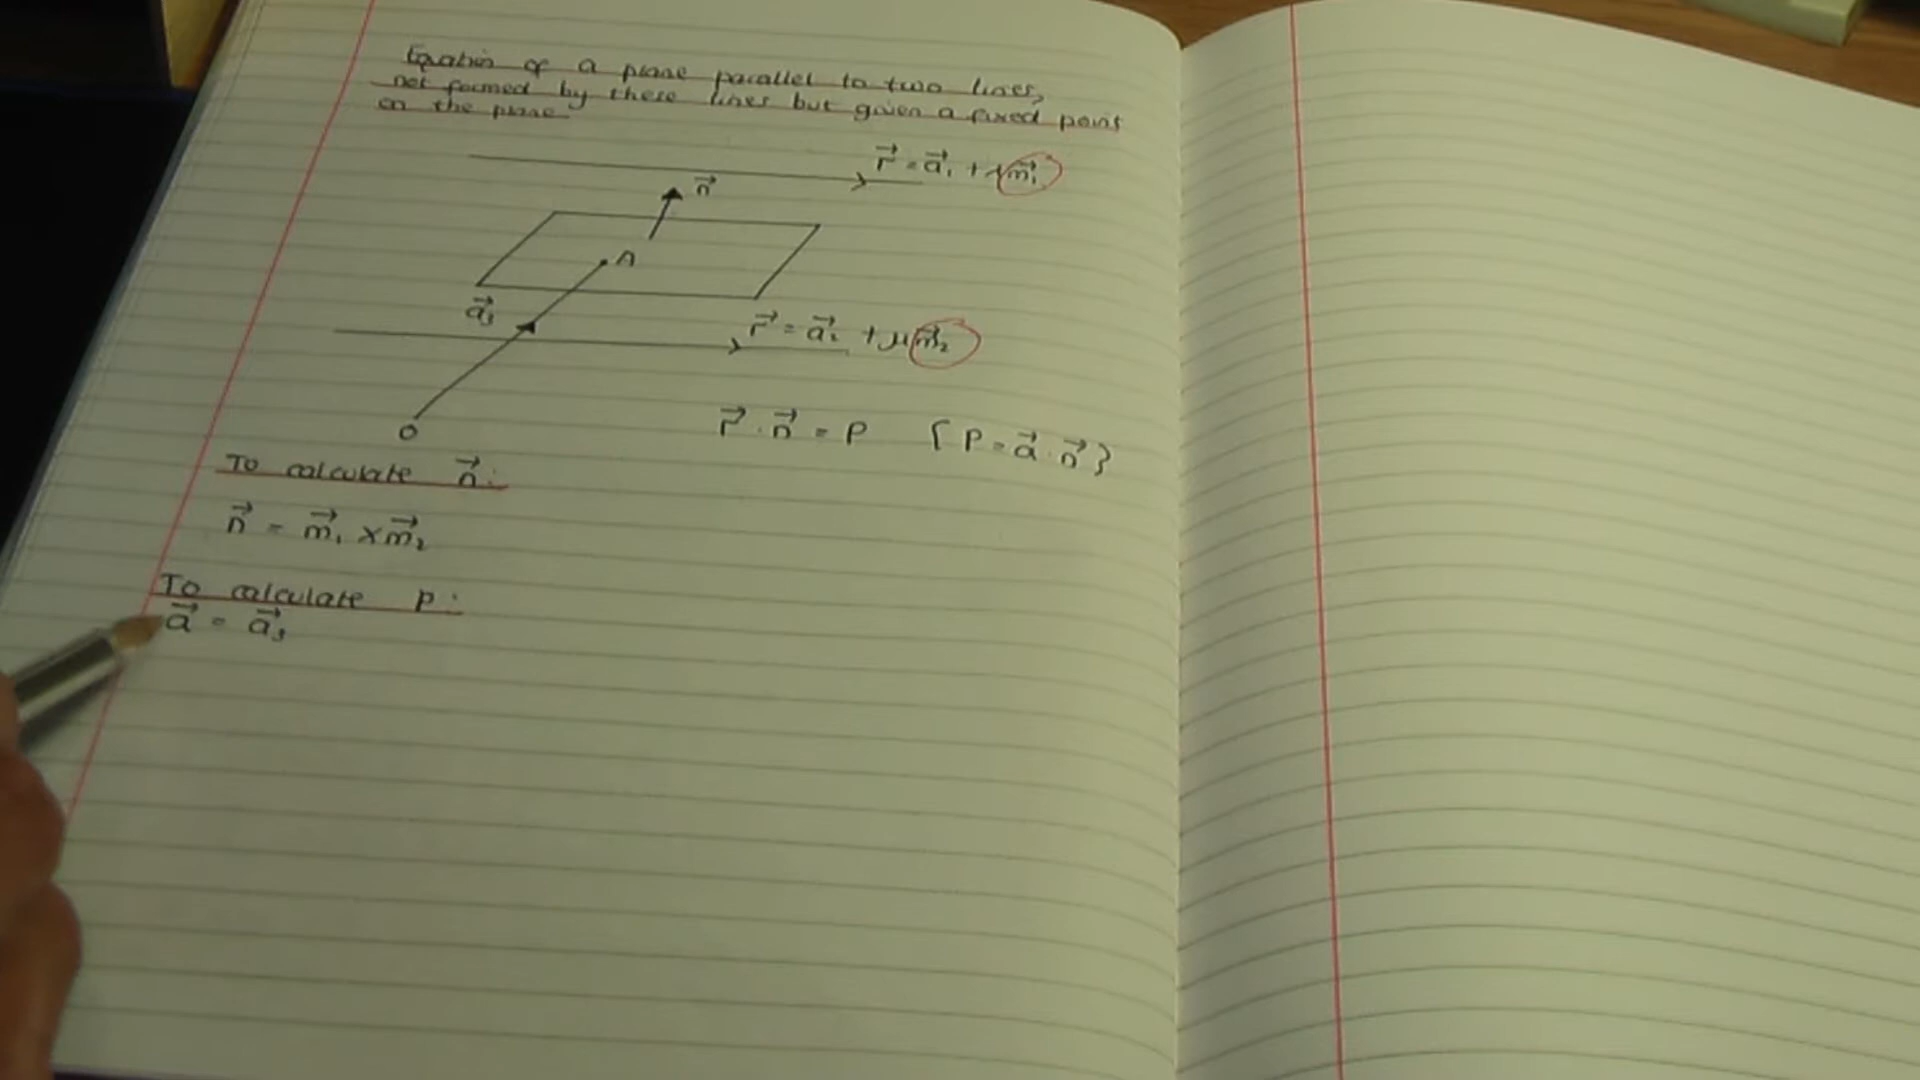 Equation of a plane parallel to two lines,
not formed by these lines but given a fixed point
on the plane
r⃗ = a⃗₁ + λm⃗₁
n⃗
A
a⃗₃
r⃗ = a⃗₂ + μm⃗₂
O
r⃗ . n⃗ = P {P = a⃗ . n⃗}
To calculate n⃗:
n⃗ = m⃗₁ × m⃗₂
To calculate p:
a⃗ = a⃗₃